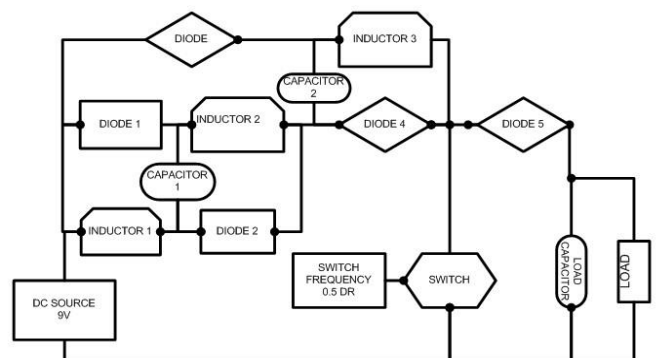 DIODE
INDUCTOR 3
CAPACITOR
2
DIODE 1
INDUCTOR 2
DIODE 4
DIODE 5
CAPACITOR
1
INDUCTOR 1
DIODE 2
DC SOURCE
9V
SWITCH
FREQUENCY
0.5 DR
SWITCH
LOAD
CAPACITOR
LOAD